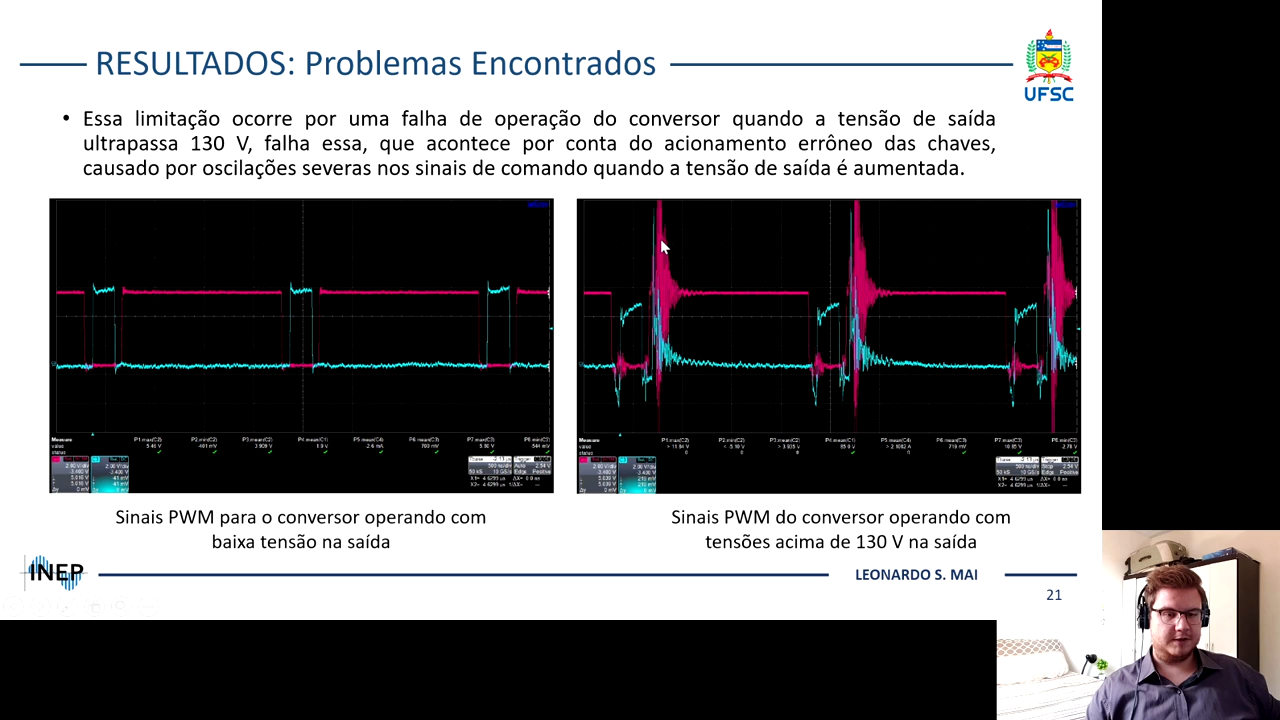 RESULTADOS: Problemas Encontrados
UFSC
• Essa limitação ocorre por uma falha de operação do conversor quando a tensão de saída
ultrapassa 130 V, falha essa, que acontece por conta do acionamento errôneo das chaves,
causado por oscilações severas nos sinais de comando quando a tensão de saída é aumentada.
Sinais PWM para o conversor operando com
baixa tensão na saída
Sinais PWM do conversor operando com
tensões acima de 130 V na saída
INEP
LEONARDO S. MAI
21